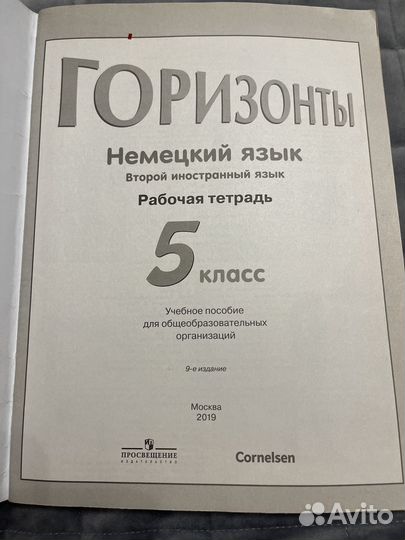 ГОРИЗОНТЫ
Немецкий язык
Второй иностранный язык
Рабочая тетрадь
5 класс
Учебное пособие
для общеобразовательных
организаций
9-е издание
Москва
2019
ПРОСВЕЩЕНИЕ
ИЗДАТЕЛЬСТВО
Cornelsen
Avito